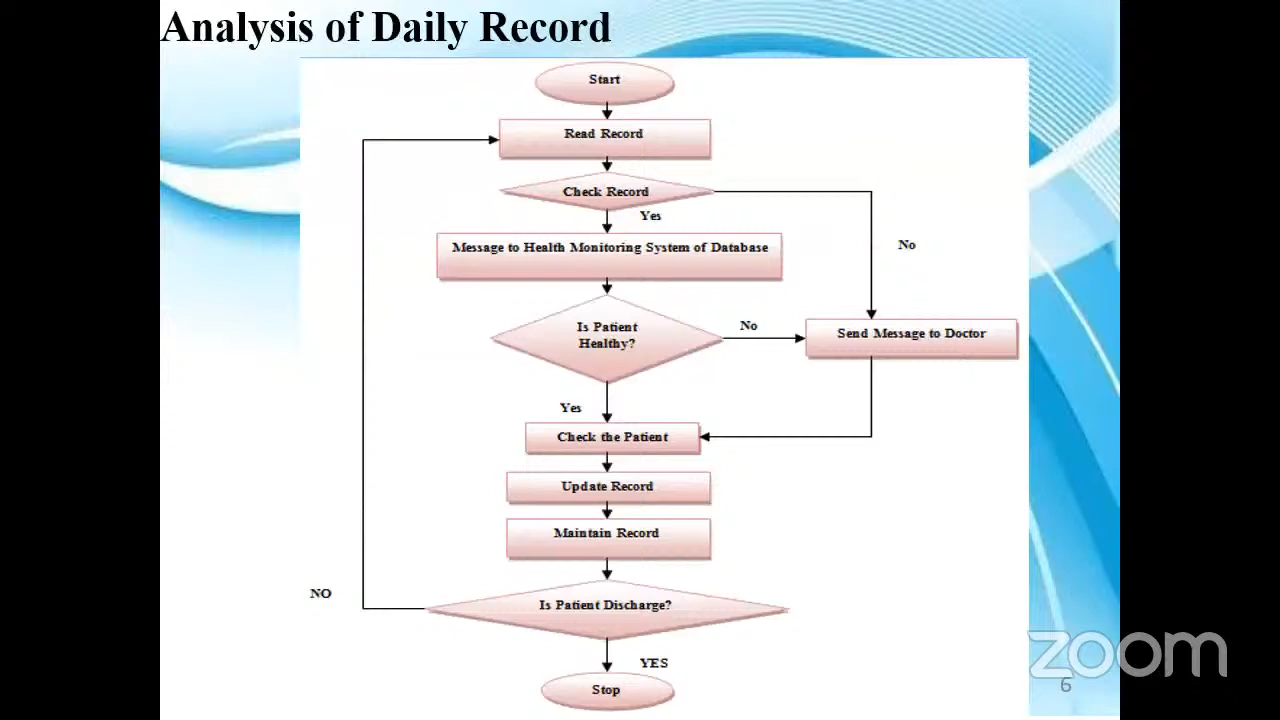 Analysis of Daily Record
Start
Read Record
Check Record
Yes
No
Message to Health Monitoring System of Database
Is Patient
Healthy?
No
Send Message to Doctor
Yes
Check the Patient
Update Record
Maintain Record
NO
Is Patient Discharge?
YES
Stop
zoom
6